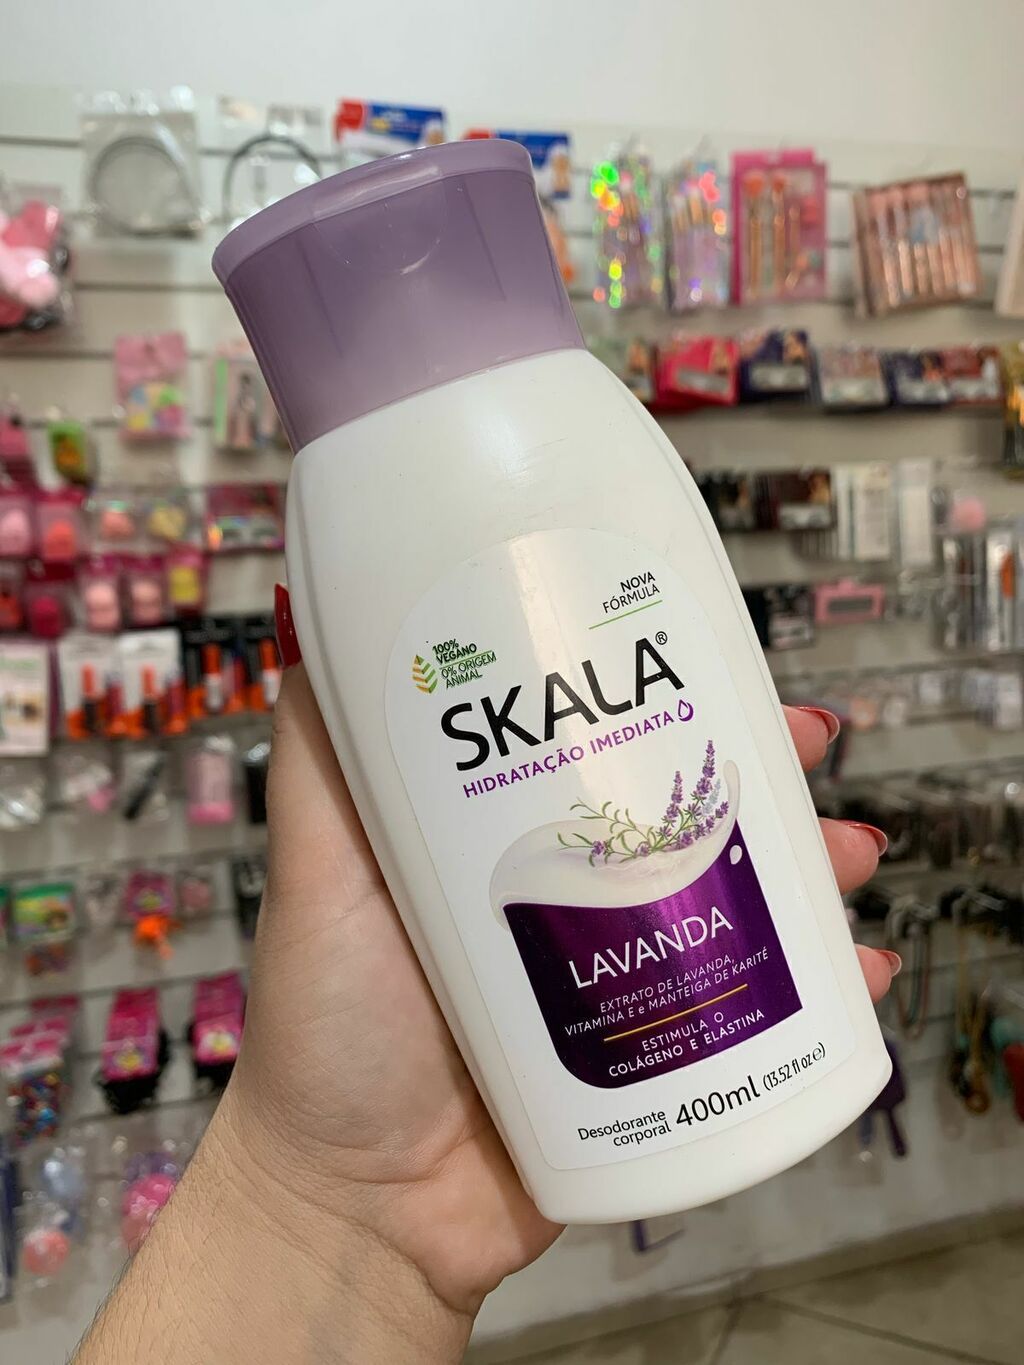 NOVA
FÓRMULA
100%
VEGANO
0% ORIGEM
ANIMAL
SKALA®
HIDRATAÇÃO IMEDIATA
LAVANDA
EXTRATO DE LAVANDA,
VITAMINA E e MANTEIGA DE KARITÉ
ESTIMULA O
COLÁGENO E ELASTINA
Desodorante
corporal
400ml (13.52 fl oz ℮)